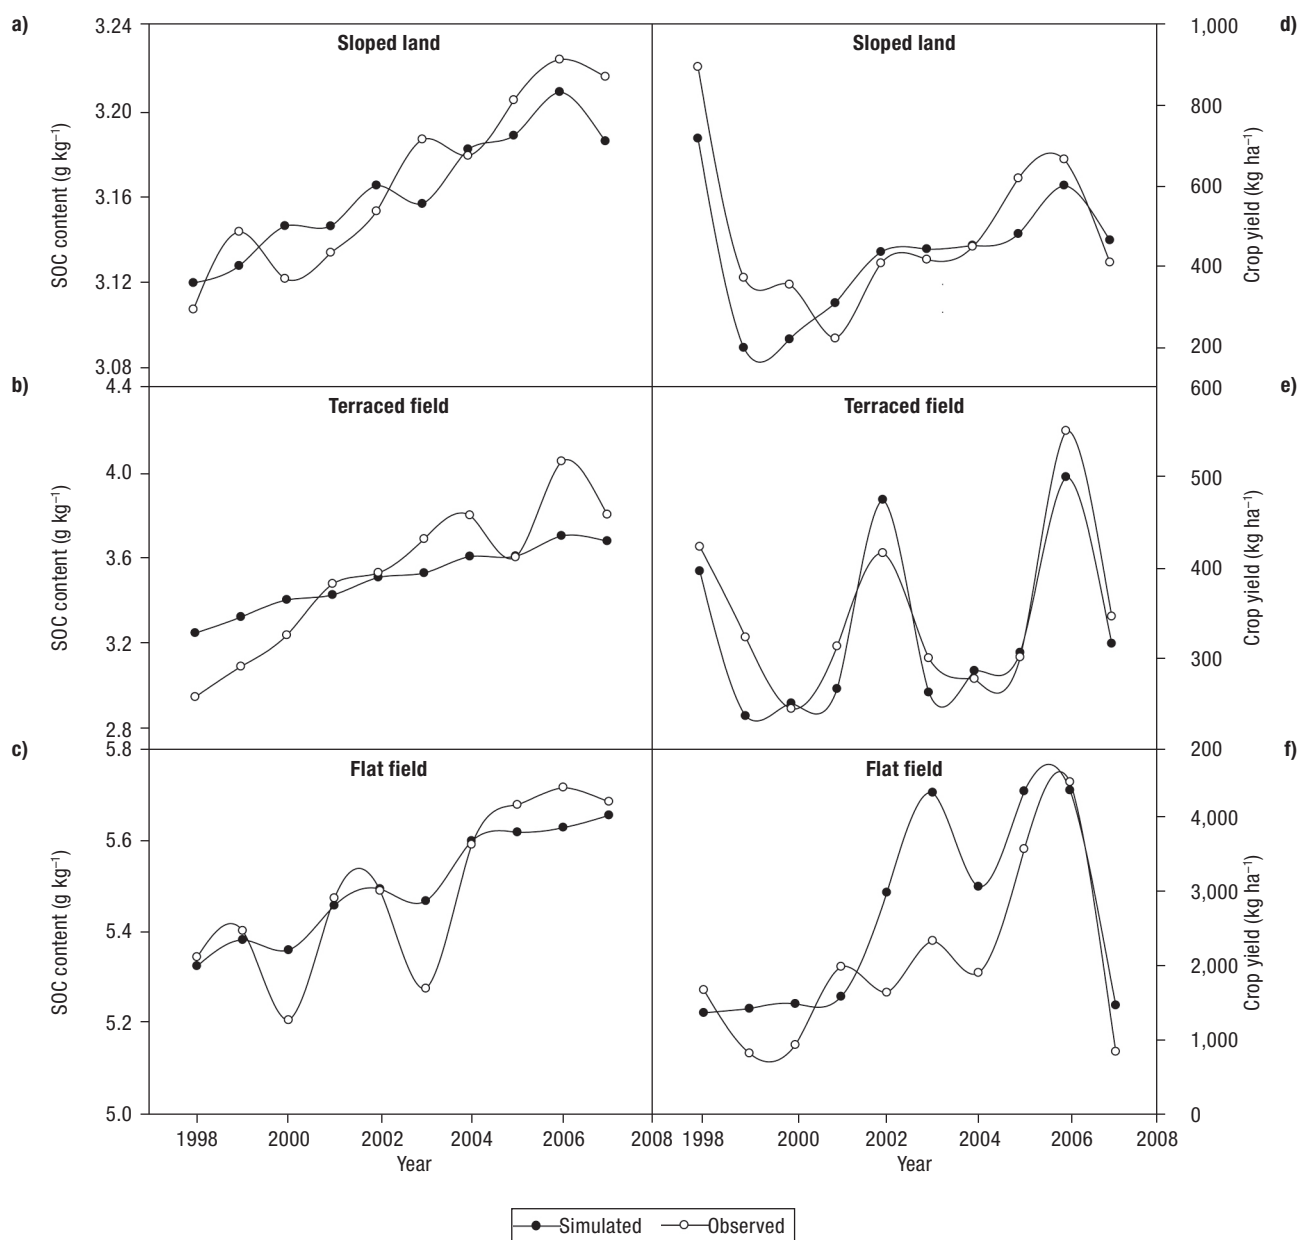 a)
Sloped land
SOC content (g kg⁻¹)
3.24
3.20
3.16
3.12
3.08
d)
Sloped land
Crop yield (kg ha⁻¹)
1,000
800
600
400
200
b)
Terraced field
SOC content (g kg⁻¹)
4.4
4.0
3.6
3.2
2.8
e)
Terraced field
Crop yield (kg ha⁻¹)
600
500
400
300
200
c)
Flat field
SOC content (g kg⁻¹)
5.8
5.6
5.4
5.2
5.0
f)
Flat field
Crop yield (kg ha⁻¹)
4,000
3,000
2,000
1,000
0
1998 2000 2002 2004 2006 2008
Year
1998 2000 2002 2004 2006 2008
Year
Simulated Observed